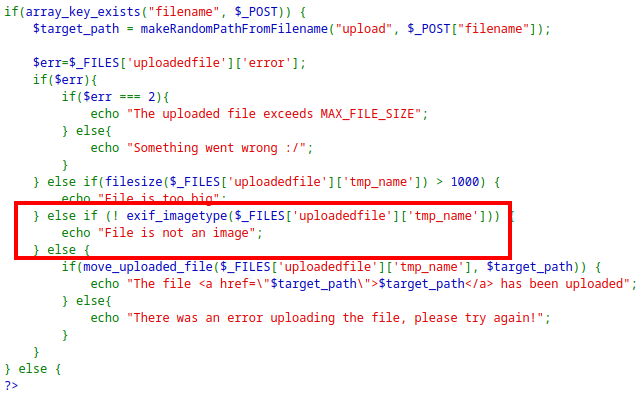 if(array_key_exists("filename", $_POST)) {
    $target_path = makeRandomPathFromFilename("upload", $_POST["filename"]);

    $err=$_FILES['uploadedfile']['error'];
    if($err){
        if($err === 2){
            echo "The uploaded file exceeds MAX_FILE_SIZE";
        } else{
            echo "Something went wrong :/";
        }
    } else if(filesize($_FILES['uploadedfile']['tmp_name']) > 1000) {
        echo "File is too big";
    } else if (! exif_imagetype($_FILES['uploadedfile']['tmp_name'])) {
        echo "File is not an image";
    } else {
        if(move_uploaded_file($_FILES['uploadedfile']['tmp_name'], $target_path)) {
            echo "The file <a href=\"$target_path\">$target_path</a> has been uploaded";
        } else{
            echo "There was an error uploading the file, please try again!";
        }
    }
} else {
?>